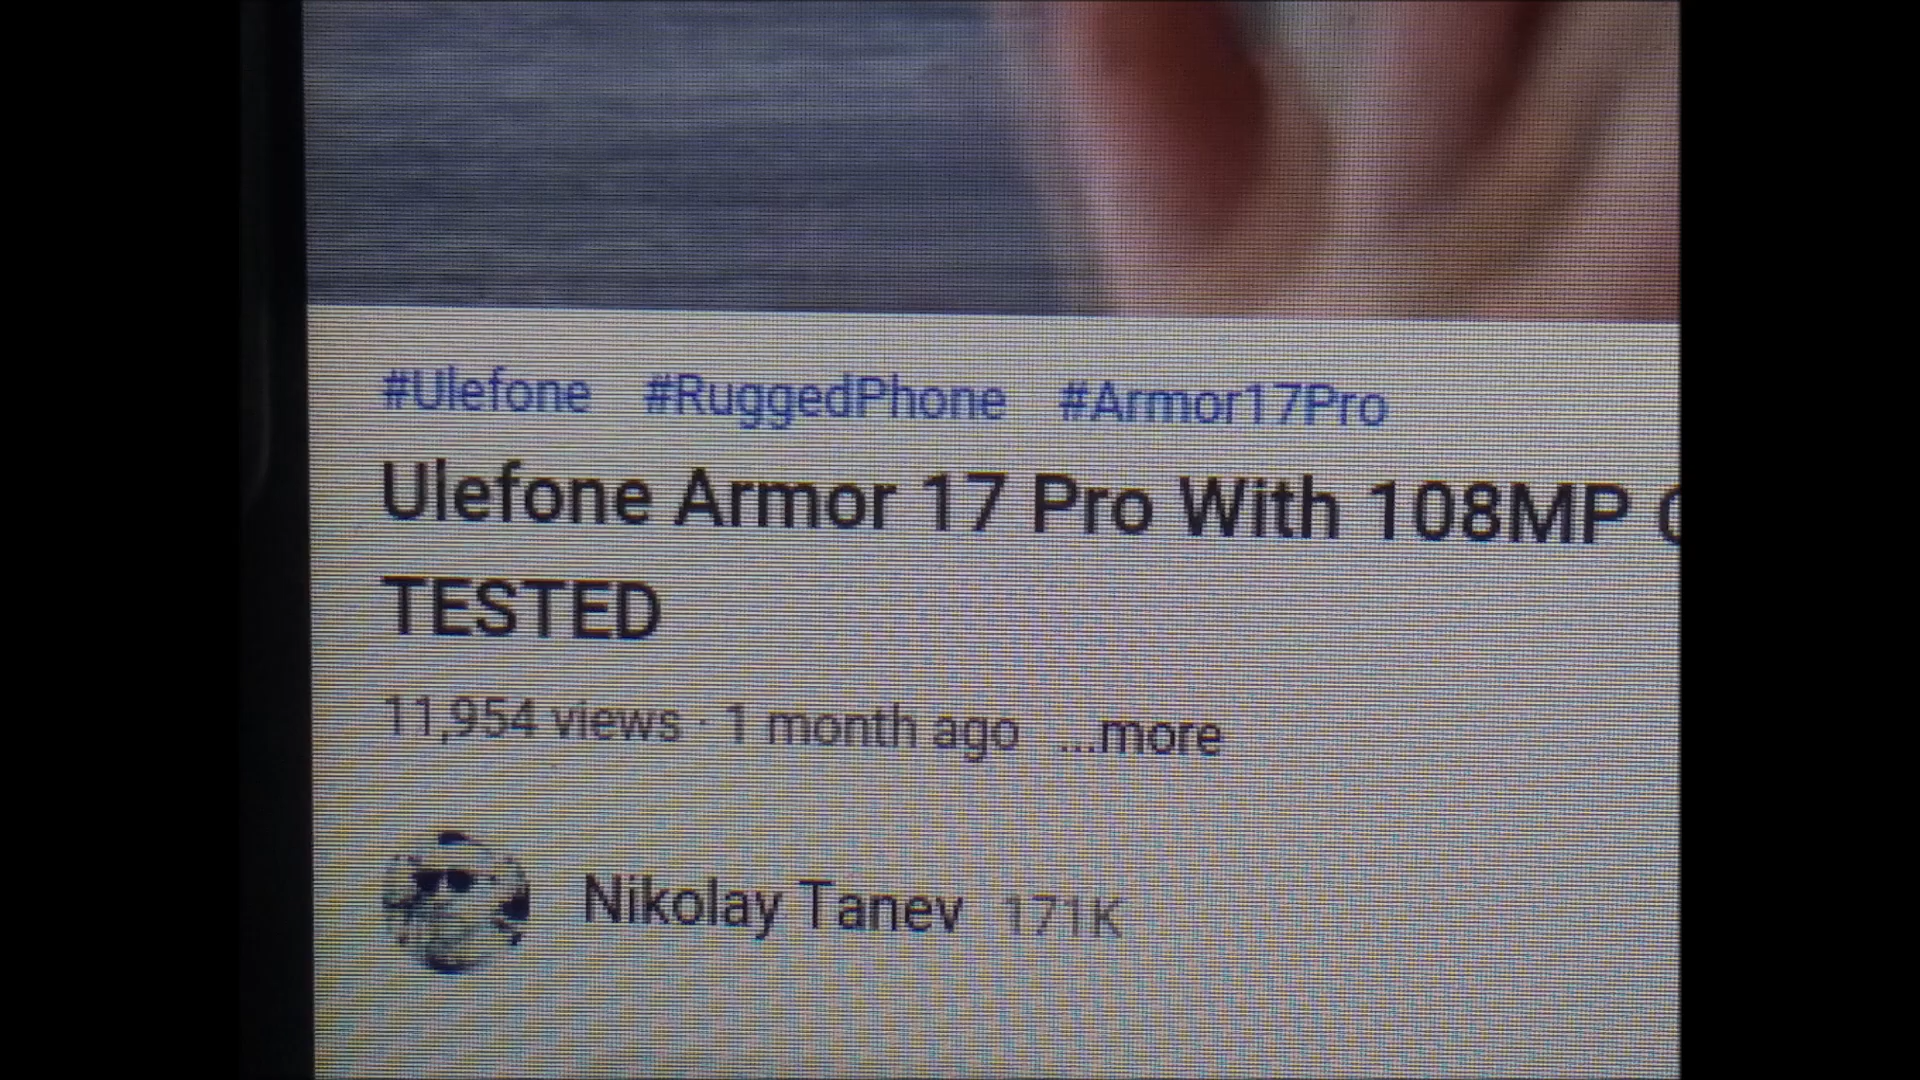 #Ulefone #RuggedPhone #Armor17Pro
Ulefone Armor 17 Pro With 108MP
TESTED
11,954 views · 1 month ago ...more
Nikolay Tanev 171K